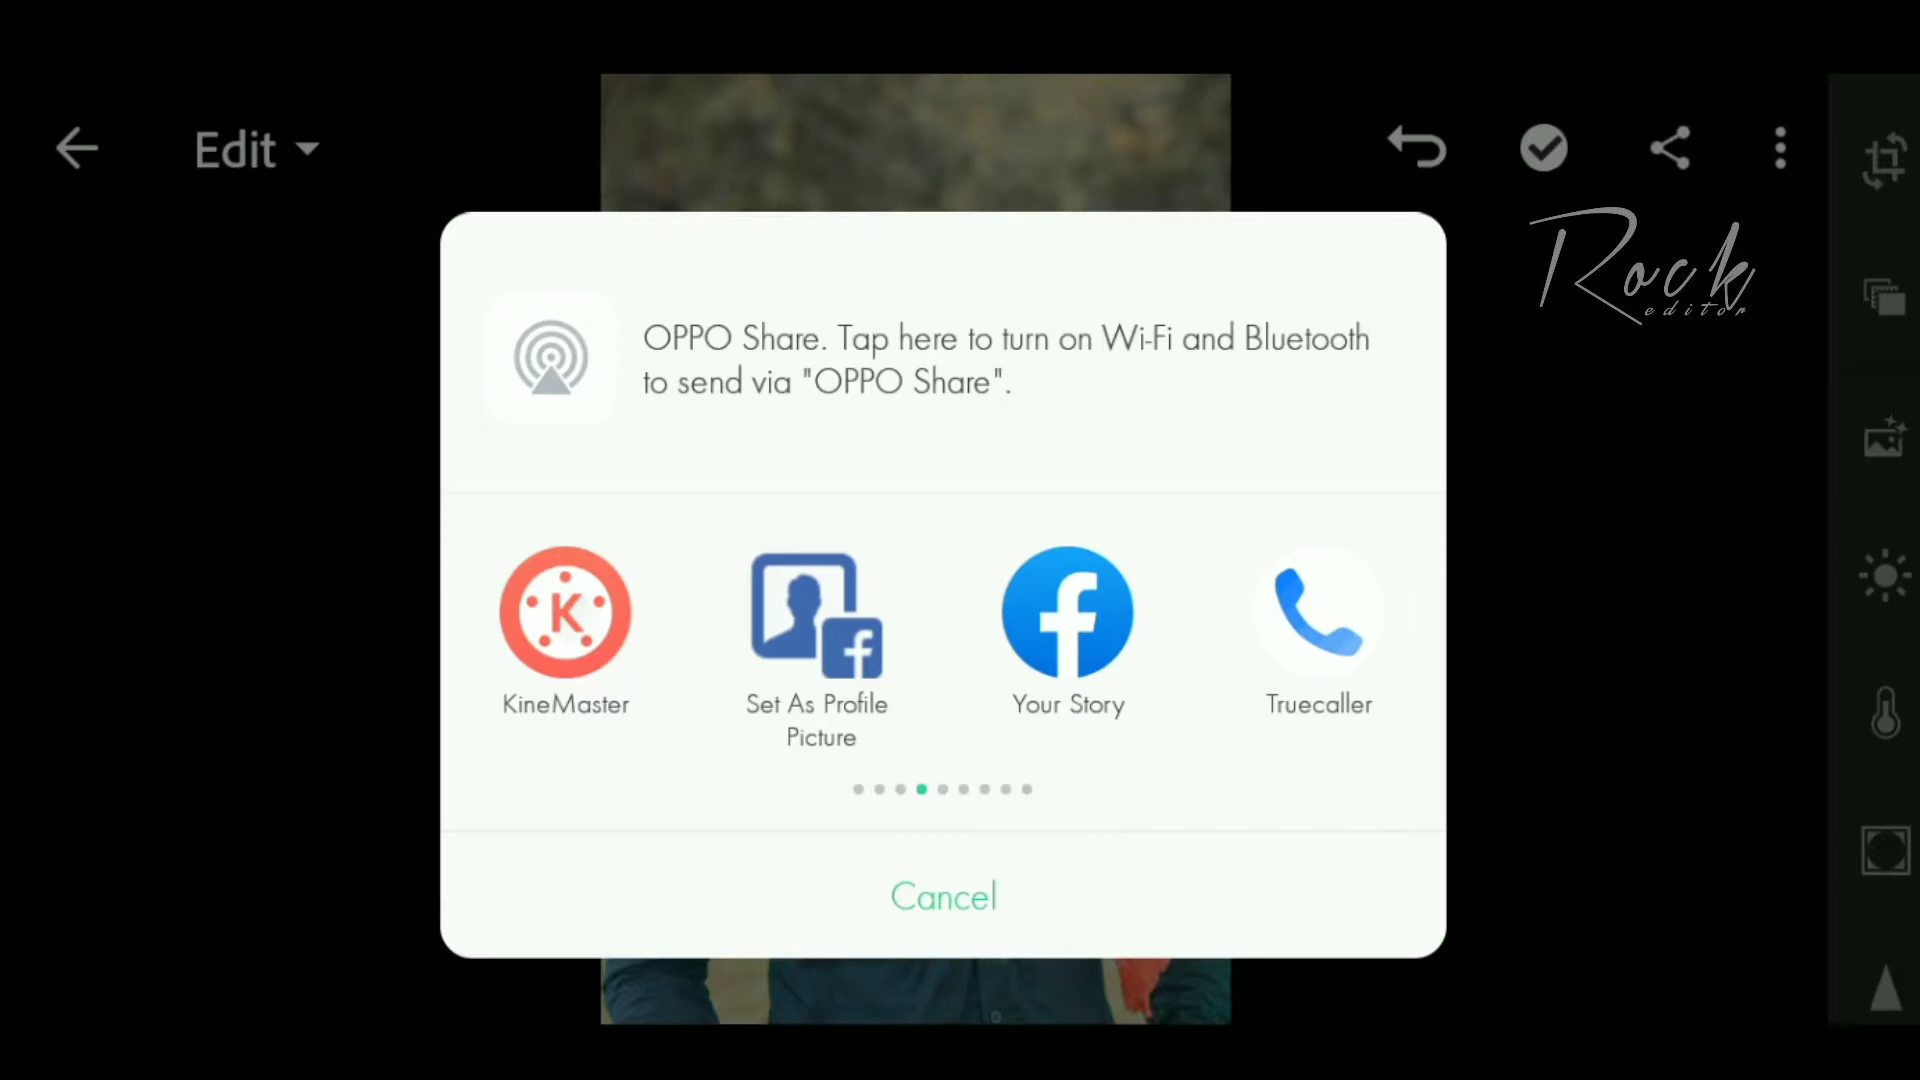 Edit
Rock
editor
OPPO Share. Tap here to turn on Wi-Fi and Bluetooth
to send via "OPPO Share".
K
KineMaster
Set As Profile
Picture
Your Story
Truecaller
Cancel